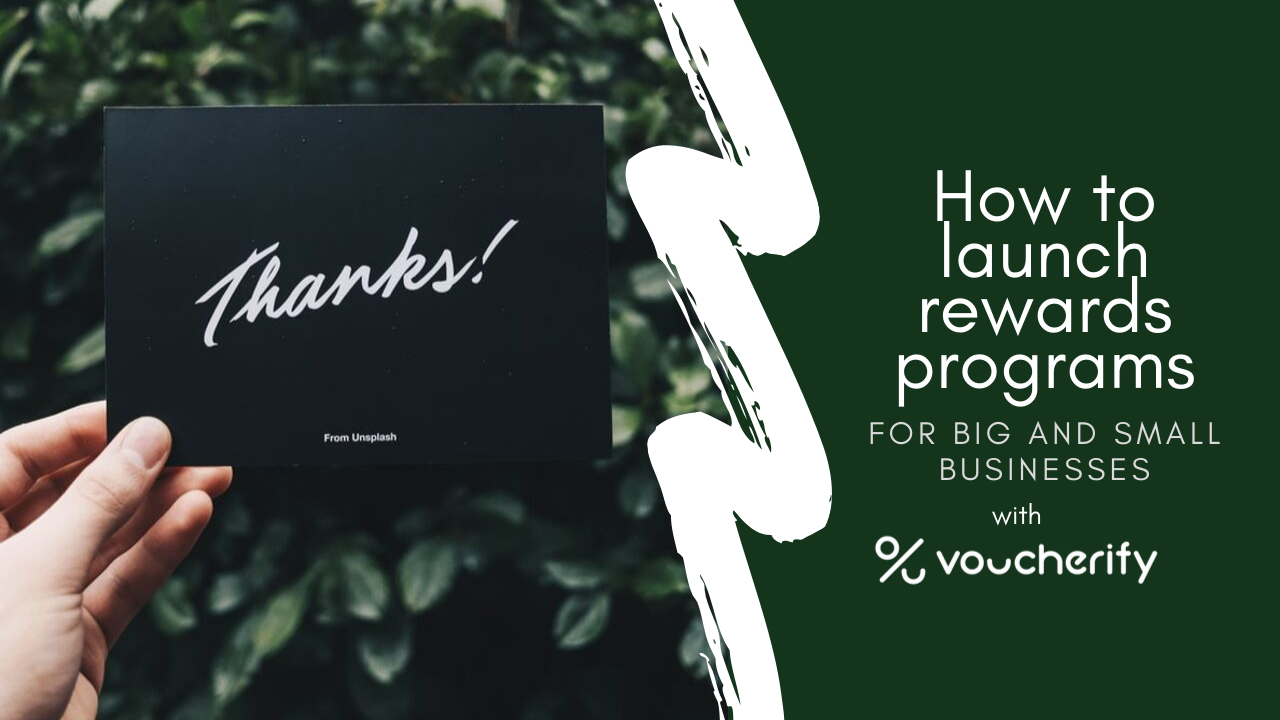 Thanks!
From Unsplash
How to
launch
rewards
programs
FOR BIG AND SMALL
BUSINESSES
with
voucherify